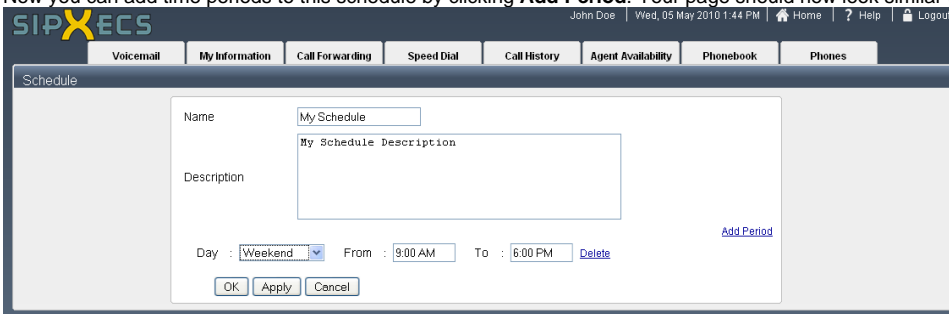 Now you can add time periods to this schedule by clicking Add Period. Your page should now look similar
SIPXECS
John Doe | Wed, 05 May 2010 1:44 PM | Home | ? Help | Logout
Voicemail My Information Call Forwarding Speed Dial Call History Agent Availability Phonebook Phones
Schedule
Name My Schedule
My Schedule Description
Description
Add Period
Day : Weekend From : 9:00 AM To : 6:00 PM Delete
OK Apply Cancel